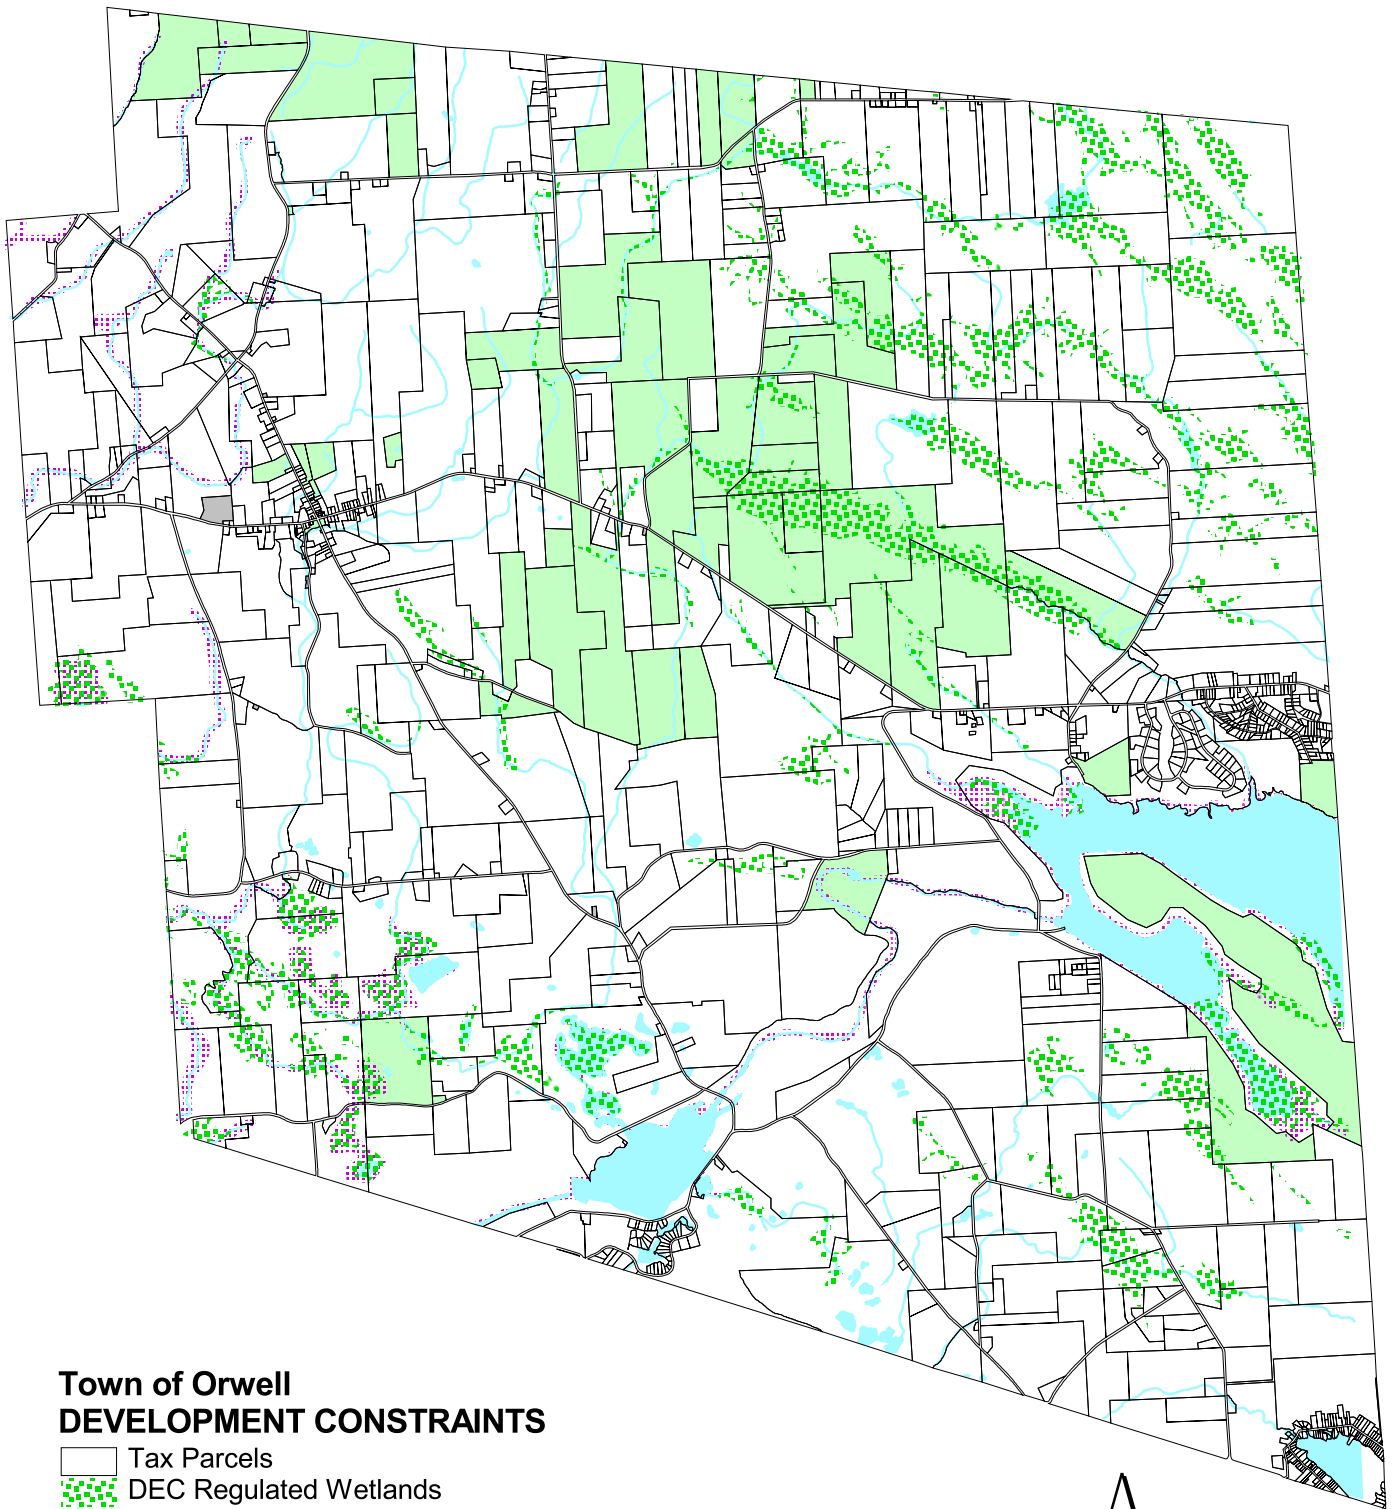 Town of Orwell
DEVELOPMENT CONSTRAINTS
Tax Parcels
DEC Regulated Wetlands